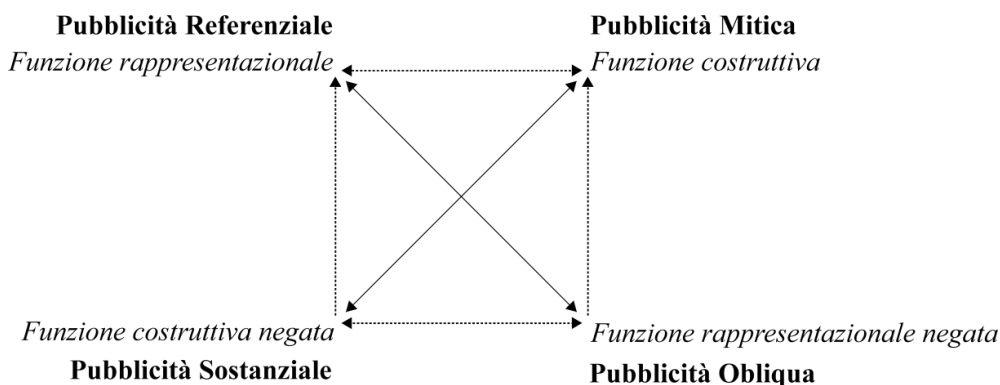 Pubblicità Referenziale
Funzione rappresentazionale
Pubblicità Mitica
Funzione costruttiva
Funzione costruttiva negata
Pubblicità Sostanziale
Funzione rappresentazionale negata
Pubblicità Obliqua